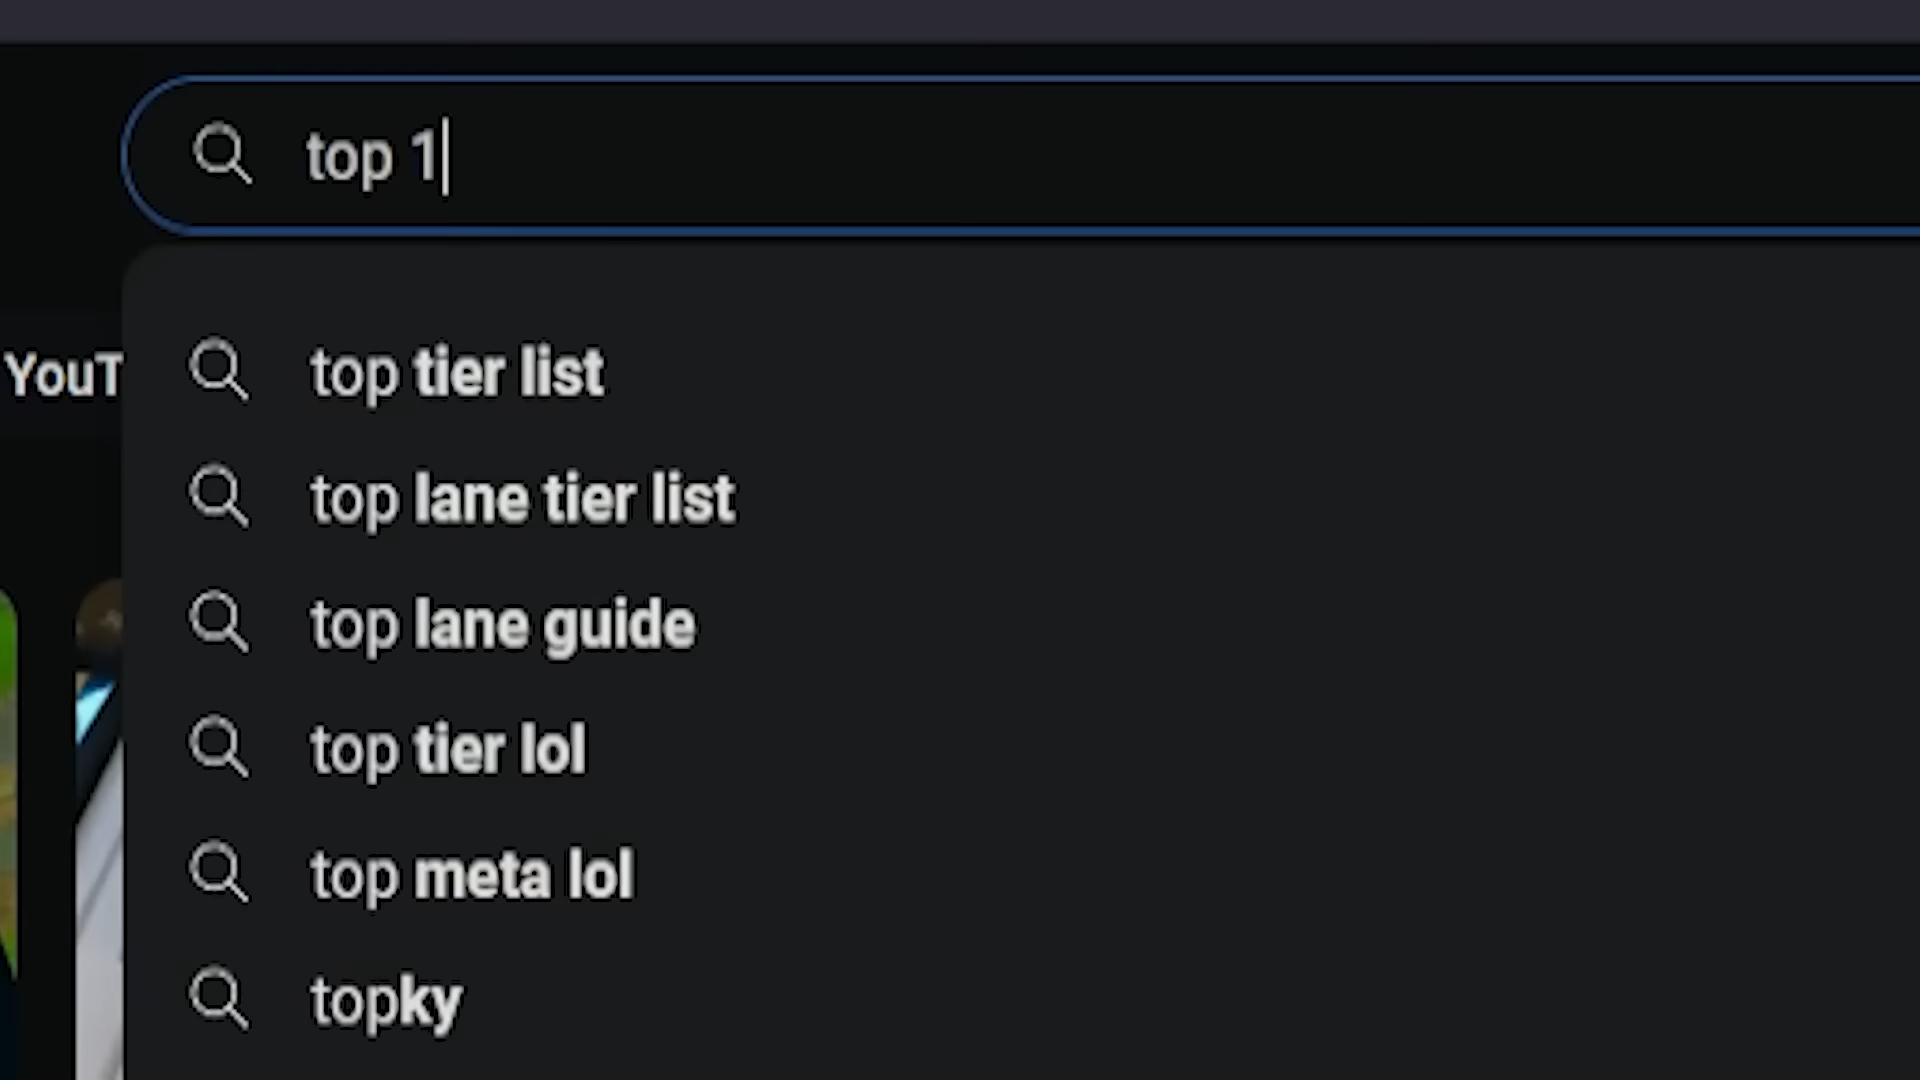 top 1
top tier list
YouT
top lane tier list
top lane guide
top tier lol
top meta lol
topky